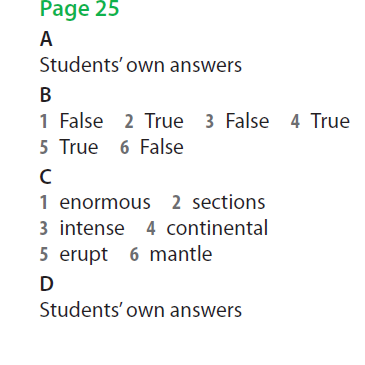 Page 25
A
Students’ own answers
B
1 False 2 True 3 False 4 True
5 True 6 False
C
1 enormous 2 sections
3 intense 4 continental
5 erupt 6 mantle
D
Students’ own answers